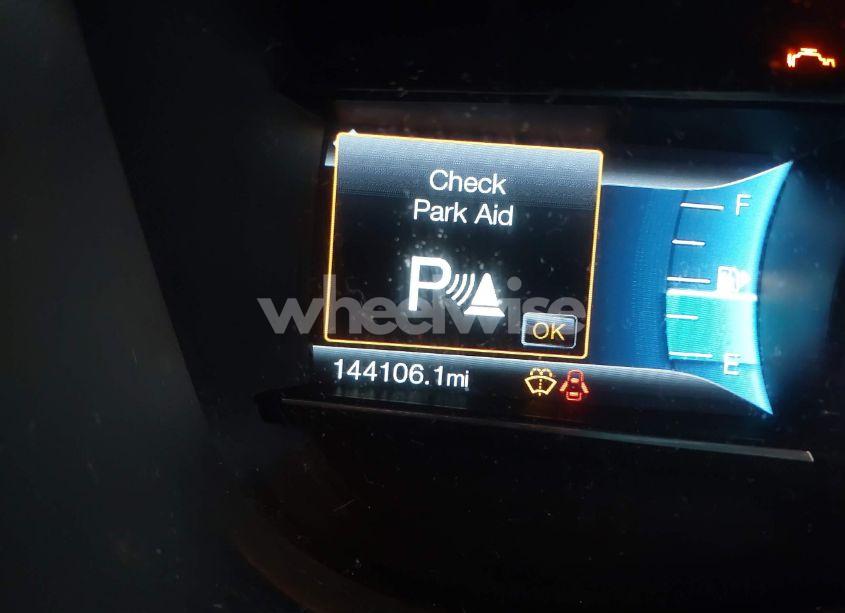 Check
Park Aid
P
wheelwise
OK
F
E
144106.1mi